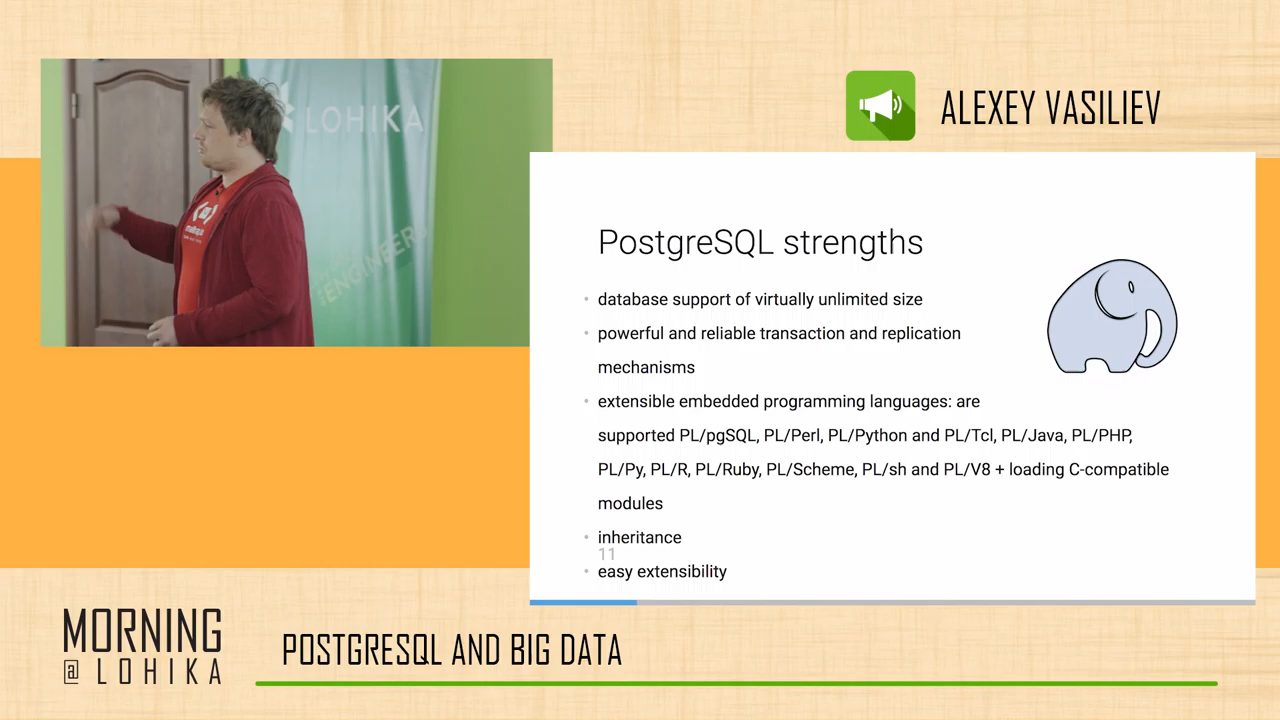 LOHIKA
ENGINEERS
ALEXEY VASILIEV
PostgreSQL strengths
• database support of virtually unlimited size
• powerful and reliable transaction and replication
mechanisms
• extensible embedded programming languages: are
supported PL/pgSQL, PL/Perl, PL/Python and PL/Tcl, PL/Java, PL/PHP,
PL/Py, PL/R, PL/Ruby, PL/Scheme, PL/sh and PL/V8 + loading C-compatible
modules
• inheritance
11
• easy extensibility
MORNING
@ LOHIKA
POSTGRESQL AND BIG DATA